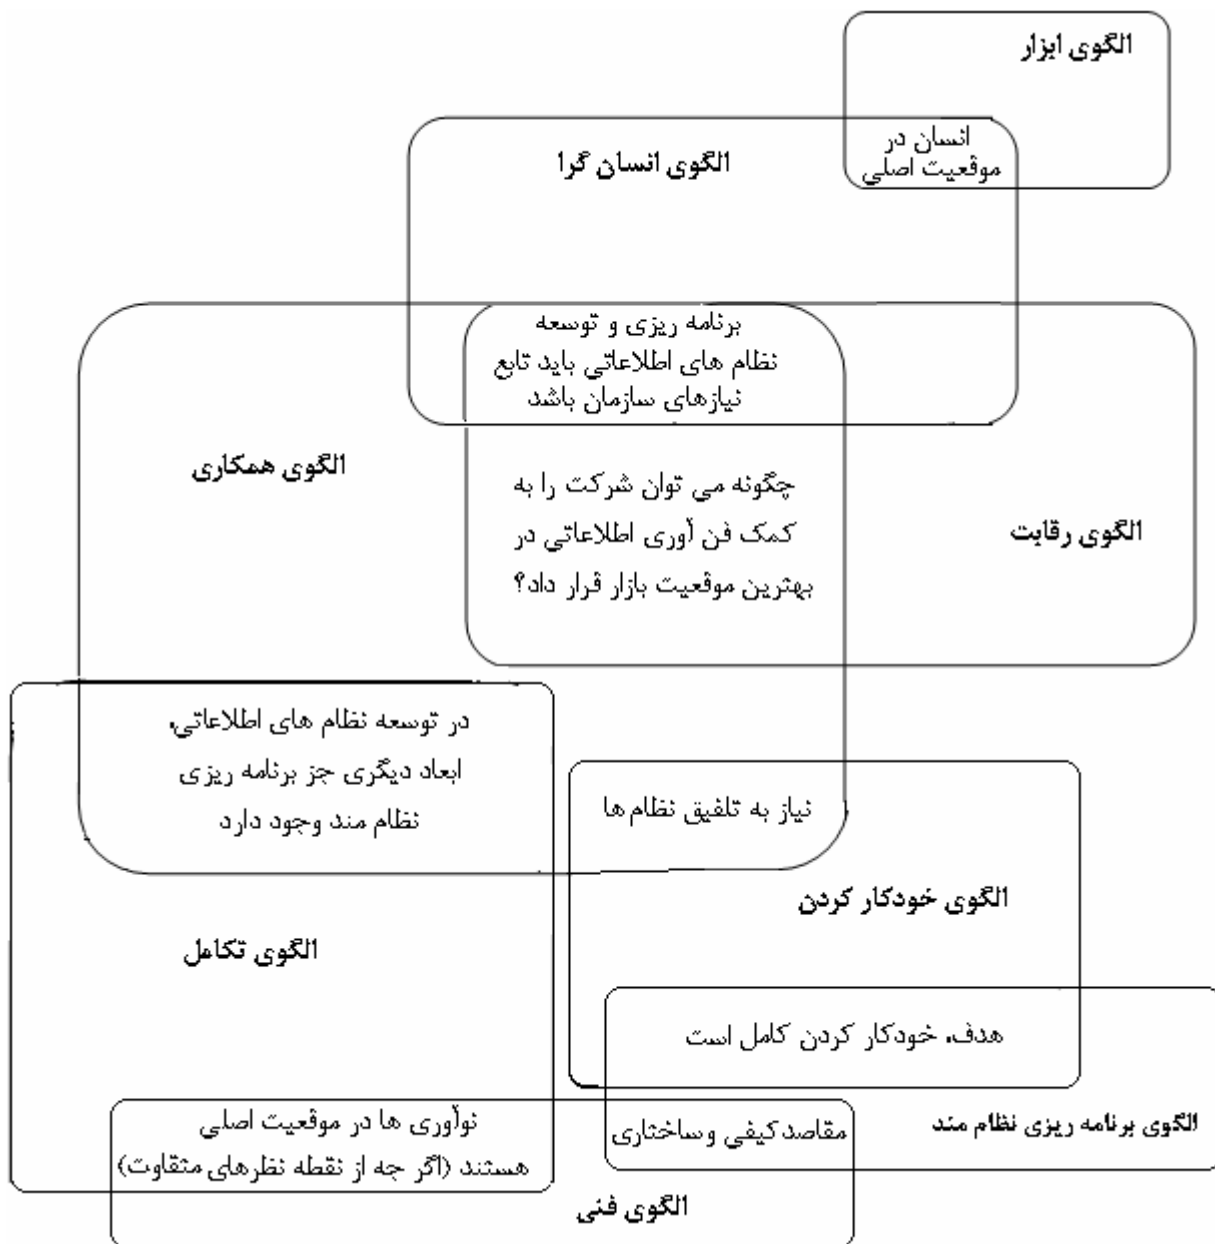 الگوی ابزار
انسان در
موقعیت اصلی
الگوی انسان گرا
برنامه ریزی و توسعه
نظام های اطلاعاتی باید تابع
نیازهای سازمان باشد
الگوی همکاری
چگونه می توان شرکت را به
کمک فن آوری اطلاعاتی در
بهترین موقعیت بازار قرار داد؟
الگوی رقابت
در توسعه نظام های اطلاعاتی،
ابعاد دیگری جز برنامه ریزی
نظام مند وجود دارد
نیاز به تلفیق نظام ها
الگوی خودکار کردن
الگوی تکامل
هدف، خودکار کردن کامل است
نوآوری ها در موقعیت اصلی
هستند (اگر چه از نقطه نظرهای متفاوت)
مقاصد کیفی و ساختاری
الگوی برنامه ریزی نظام مند
الگوی فنی